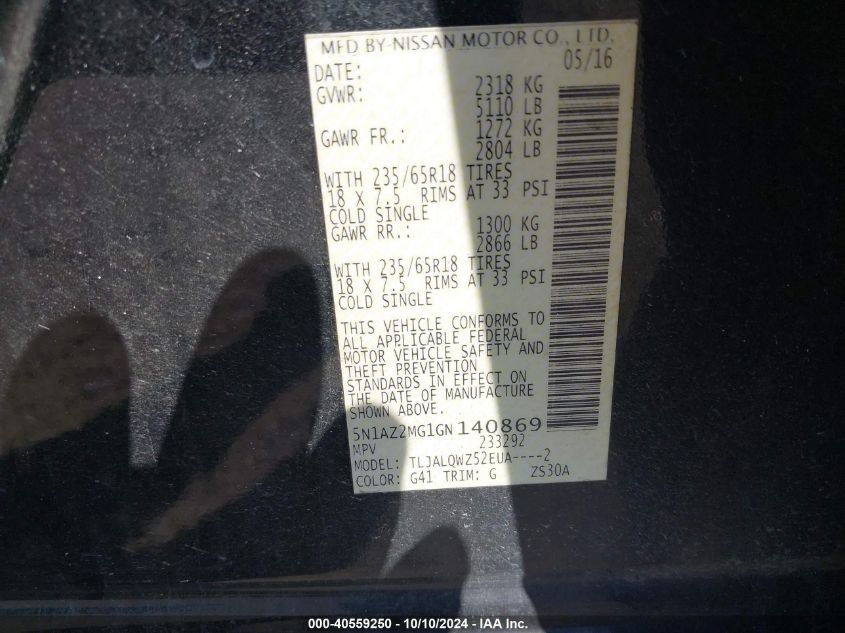 MFD BY NISSAN MOTOR CO., LTD.
DATE: 05/16
GVWR: 2318 KG
5110 LB
GAWR FR.: 1272 KG
2804 LB
WITH 235/65R18 TIRES
18 X 7.5 RIMS AT 33 PSI
COLD SINGLE
GAWR RR.: 1300 KG
2866 LB
WITH 235/65R18 TIRES
18 X 7.5 RIMS AT 33 PSI
COLD SINGLE
THIS VEHICLE CONFORMS TO
ALL APPLICABLE FEDERAL
MOTOR VEHICLE SAFETY AND
THEFT PREVENTION
STANDARDS IN EFFECT ON
THE DATE OF MANUFACTURE
SHOWN ABOVE.
5N1AZ2MG1GN140869
MPV 233292
MODEL: TLJALQWZ52EUA----2
COLOR: G41 TRIM: G ZS30A
000-40559250 - 10/10/2024 - IAA Inc.